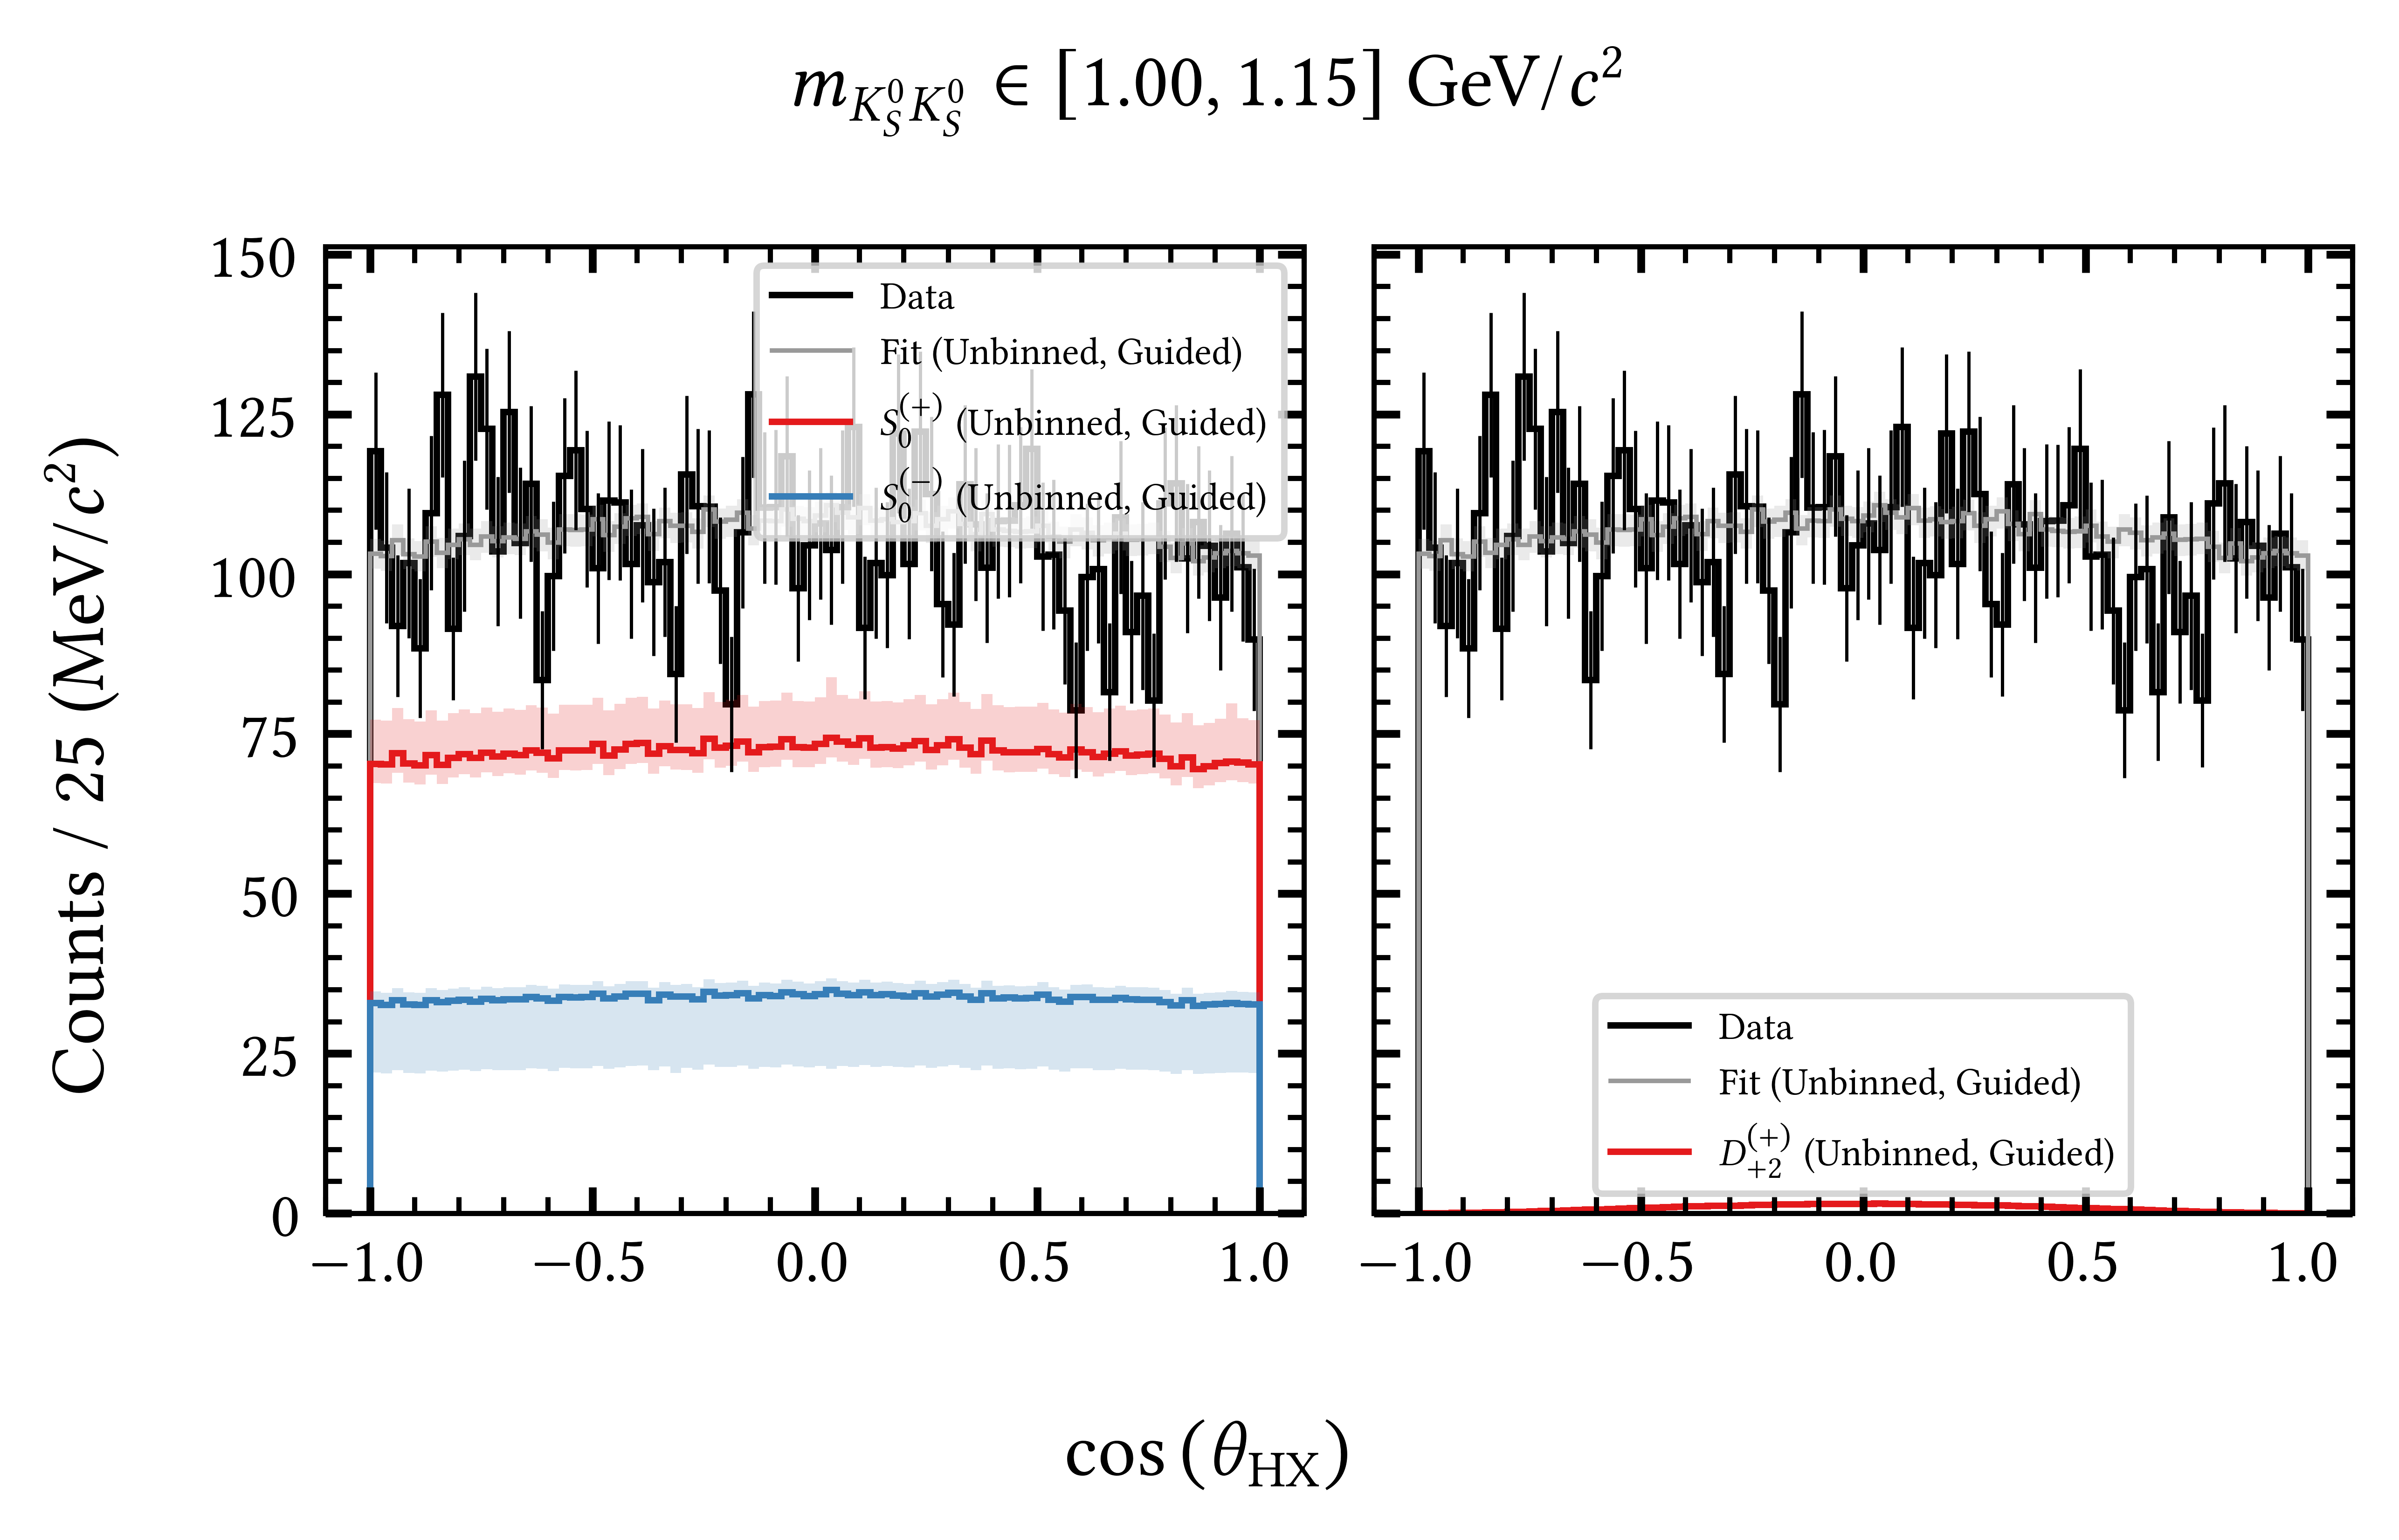 m_{K_S^0 K_S^0} ∈ [1.00, 1.15] GeV/c²
Counts / 25 (MeV/c²)
150
125
100
75
50
25
0
Data
Fit (Unbinned, Guided)
S_0^{(+)} (Unbinned, Guided)
S_0^{(−)} (Unbinned, Guided)
−1.0 −0.5 0.0 0.5 1.0
Data
Fit (Unbinned, Guided)
D_{+2}^{(+)} (Unbinned, Guided)
−1.0 −0.5 0.0 0.5 1.0
cos (θ_{HX})